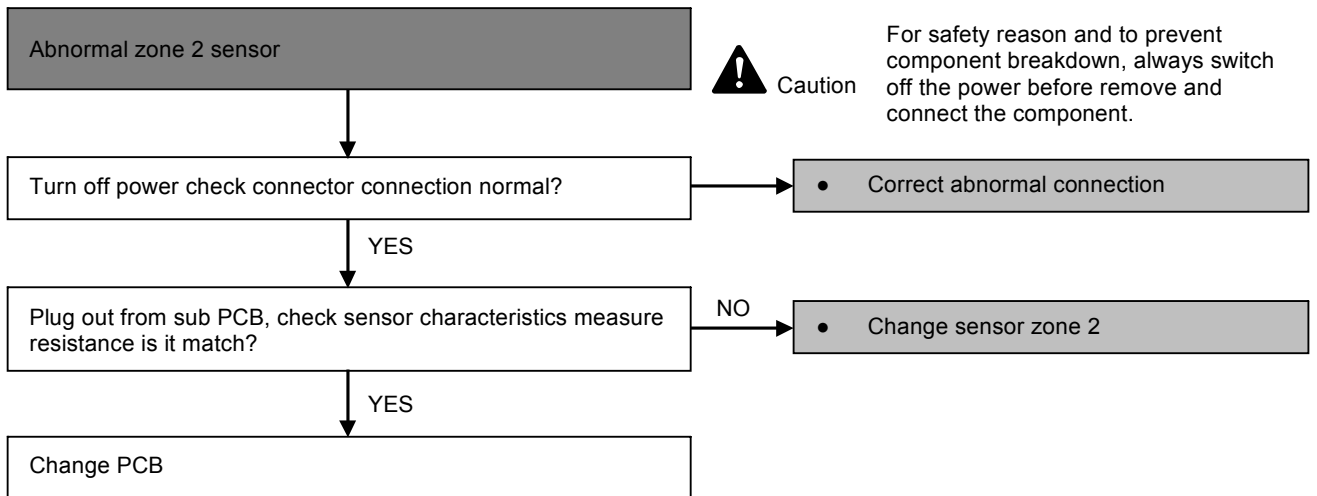 Abnormal zone 2 sensor
Caution
For safety reason and to prevent
component breakdown, always switch
off the power before remove and
connect the component.
Turn off power check connector connection normal?
● Correct abnormal connection
YES
Plug out from sub PCB, check sensor characteristics measure
resistance is it match?
NO
● Change sensor zone 2
YES
Change PCB